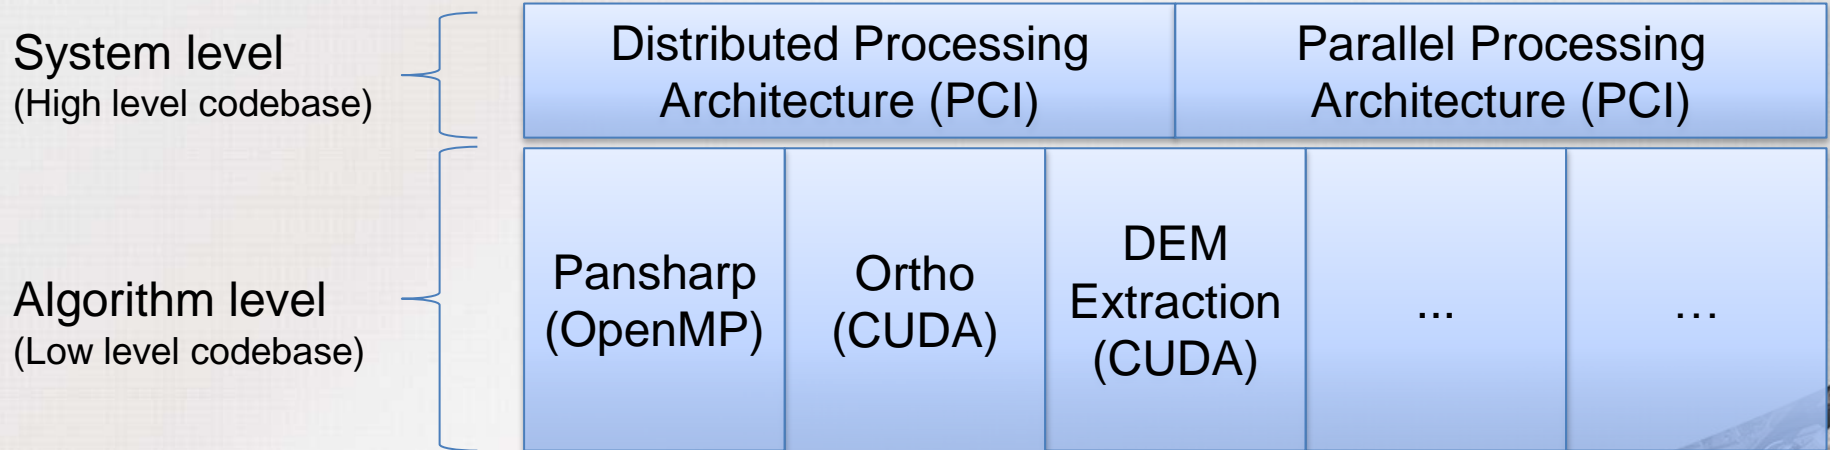 System level
(High level codebase)
Distributed Processing
Architecture (PCI)
Parallel Processing
Architecture (PCI)
Algorithm level
(Low level codebase)
Pansharp
(OpenMP)
Ortho
(CUDA)
DEM
Extraction
(CUDA)
...
…